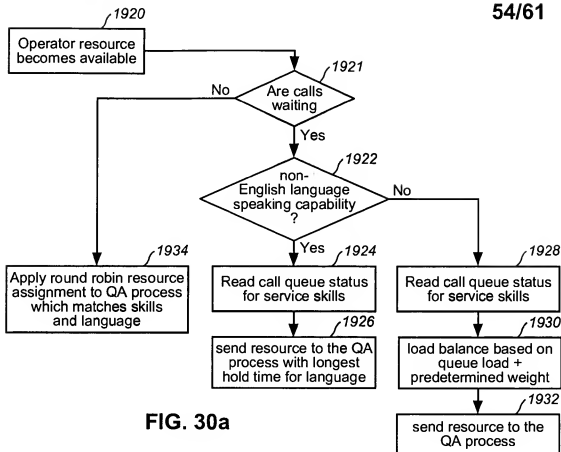 54/61
1920
Operator resource
becomes available
1921
Are calls
waiting
No
Yes
1922
non-
English language
speaking capability
?
No
Yes
1934
Apply round robin resource
assignment to QA process
which matches skills
and language
1924
Read call queue status
for service skills
1926
send resource to the QA
process with longest
hold time for language
1928
Read call queue status
for service skills
1930
load balance based on
queue load +
predetermined weight
1932
send resource to the
QA process
FIG. 30a